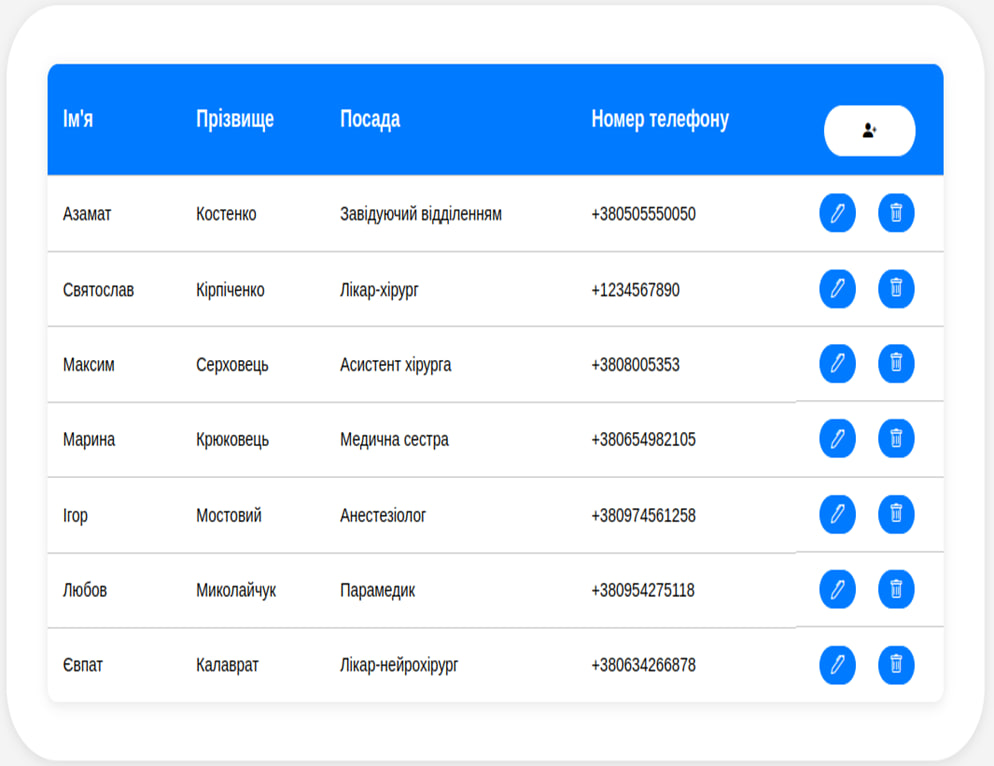 Ім'я Прізвище Посада Номер телефону
Азамат Костенко Завідуючий відділенням +380505550050
Святослав Кірпіченко Лікар-хірург +1234567890
Максим Серховець Асистент хірурга +3808005353
Марина Крюковець Медична сестра +380654982105
Ігор Мостовий Анестезіолог +380974561258
Любов Миколайчук Парамедик +380954275118
Євпат Калаврат Лікар-нейрохірург +380634266878